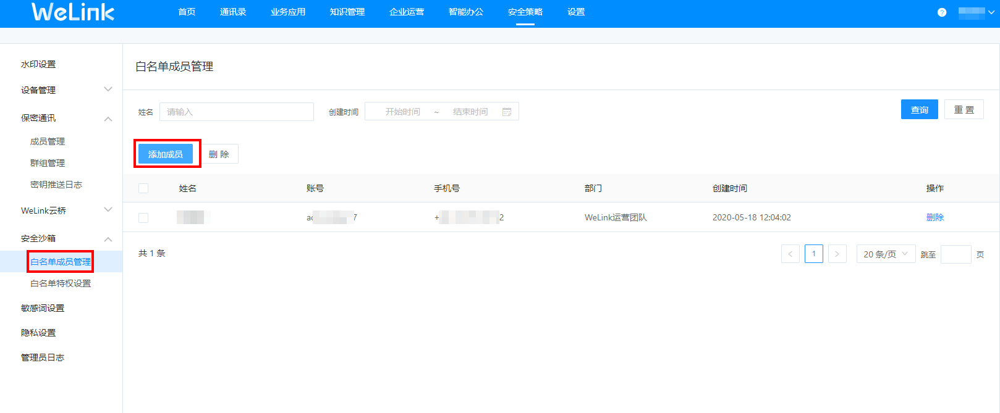 WeLink 首页 通讯录 业务应用 知识管理 企业运营 智能办公 安全策略 设置 ?
水印设置
设备管理
保密通讯
成员管理
群组管理
密钥推送日志
WeLink云桥
安全沙箱
白名单成员管理
白名单特权设置
敏感词设置
隐私设置
管理员日志
白名单成员管理
姓名 请输入 创建时间 开始时间 ~ 结束时间 查询 重 置
添加成员 删 除
姓名 账号 手机号 部门 创建时间 操作
7 + 2 WeLink运营团队 2020-05-18 12:04:02 删除
共 1 条 < 1 > 20 条/页 跳至 页